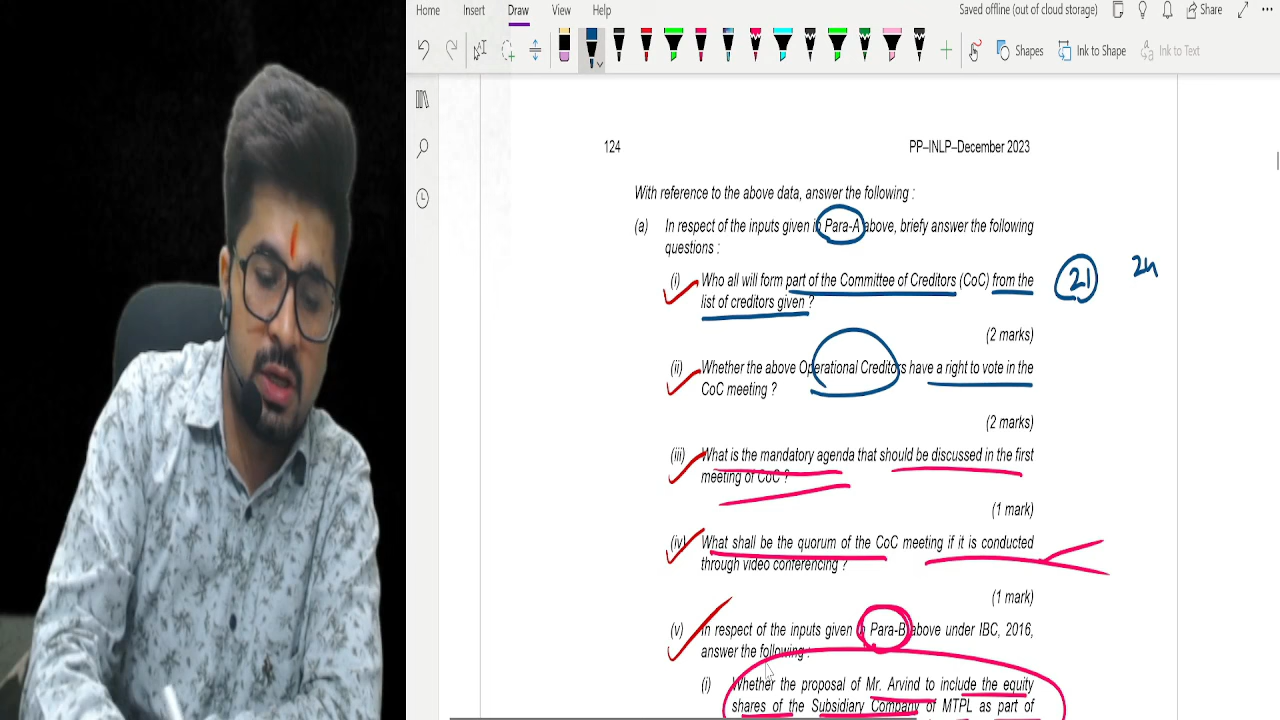 Home Insert Draw View Help Saved offline (out of cloud storage) Share
Shapes Ink to Shape Ink to Text
124 PP–INLP–December 2023
With reference to the above data, answer the following :
(a) In respect of the inputs given in Para-A above, briefy answer the following
questions :
(i) Who all will form part of the Committee of Creditors (CoC) from the
list of creditors given ?
21 24
(2 marks)
(ii) Whether the above Operational Creditors have a right to vote in the
CoC meeting ?
(2 marks)
(iii) What is the mandatory agenda that should be discussed in the first
meeting of CoC ?
(1 mark)
(iv) What shall be the quorum of the CoC meeting if it is conducted
through video conferencing ?
(1 mark)
(v) In respect of the inputs given in Para-B above under IBC, 2016,
answer the following :
(i) Whether the proposal of Mr. Arvind to include the equity
shares of the Subsidiary Company of MTPL as part of